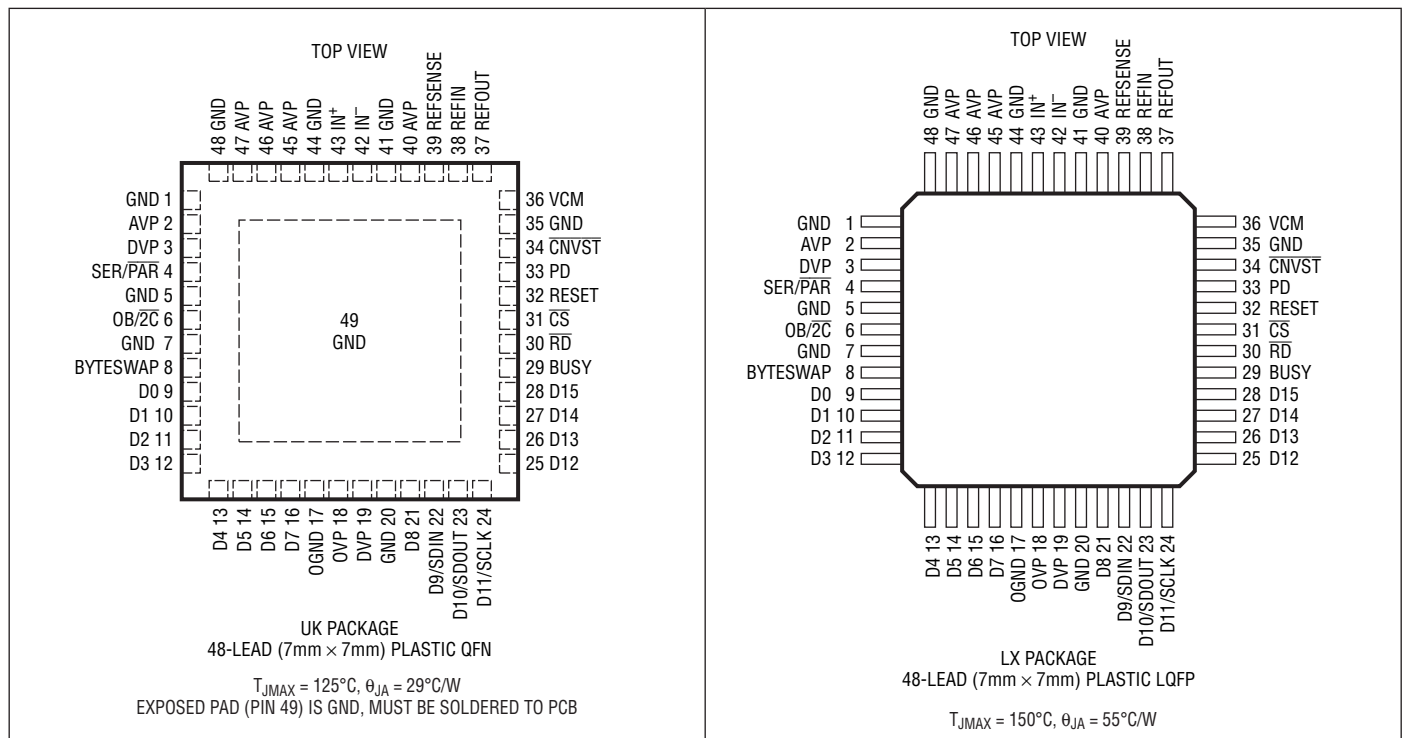 TOP VIEW
48 GND
47 AVP
46 AVP
45 AVP
44 GND
43 IN+
42 IN–
41 GND
40 AVP
39 REFSENSE
38 REFIN
37 REFOUT
GND 1
AVP 2
DVP 3
SER/PAR 4
GND 5
OB/2C 6
GND 7
BYTESWAP 8
D0 9
D1 10
D2 11
D3 12
49
GND
36 VCM
35 GND
34 CNVST
33 PD
32 RESET
31 CS
30 RD
29 BUSY
28 D15
27 D14
26 D13
25 D12
D4 13
D5 14
D6 15
D7 16
OGND 17
OVP 18
DVP 19
GND 20
D8 21
D9/SDIN 22
D10/SDOUT 23
D11/SCLK 24
UK PACKAGE
48-LEAD (7mm × 7mm) PLASTIC QFN
TJMAX = 125°C, θJA = 29°C/W
EXPOSED PAD (PIN 49) IS GND, MUST BE SOLDERED TO PCB
TOP VIEW
48 GND
47 AVP
46 AVP
45 AVP
44 GND
43 IN+
42 IN–
41 GND
40 AVP
39 REFSENSE
38 REFIN
37 REFOUT
GND 1
AVP 2
DVP 3
SER/PAR 4
GND 5
OB/2C 6
GND 7
BYTESWAP 8
D0 9
D1 10
D2 11
D3 12
36 VCM
35 GND
34 CNVST
33 PD
32 RESET
31 CS
30 RD
29 BUSY
28 D15
27 D14
26 D13
25 D12
D4 13
D5 14
D6 15
D7 16
OGND 17
OVP 18
DVP 19
GND 20
D8 21
D9/SDIN 22
D10/SDOUT 23
D11/SCLK 24
LX PACKAGE
48-LEAD (7mm × 7mm) PLASTIC LQFP
TJMAX = 150°C, θJA = 55°C/W